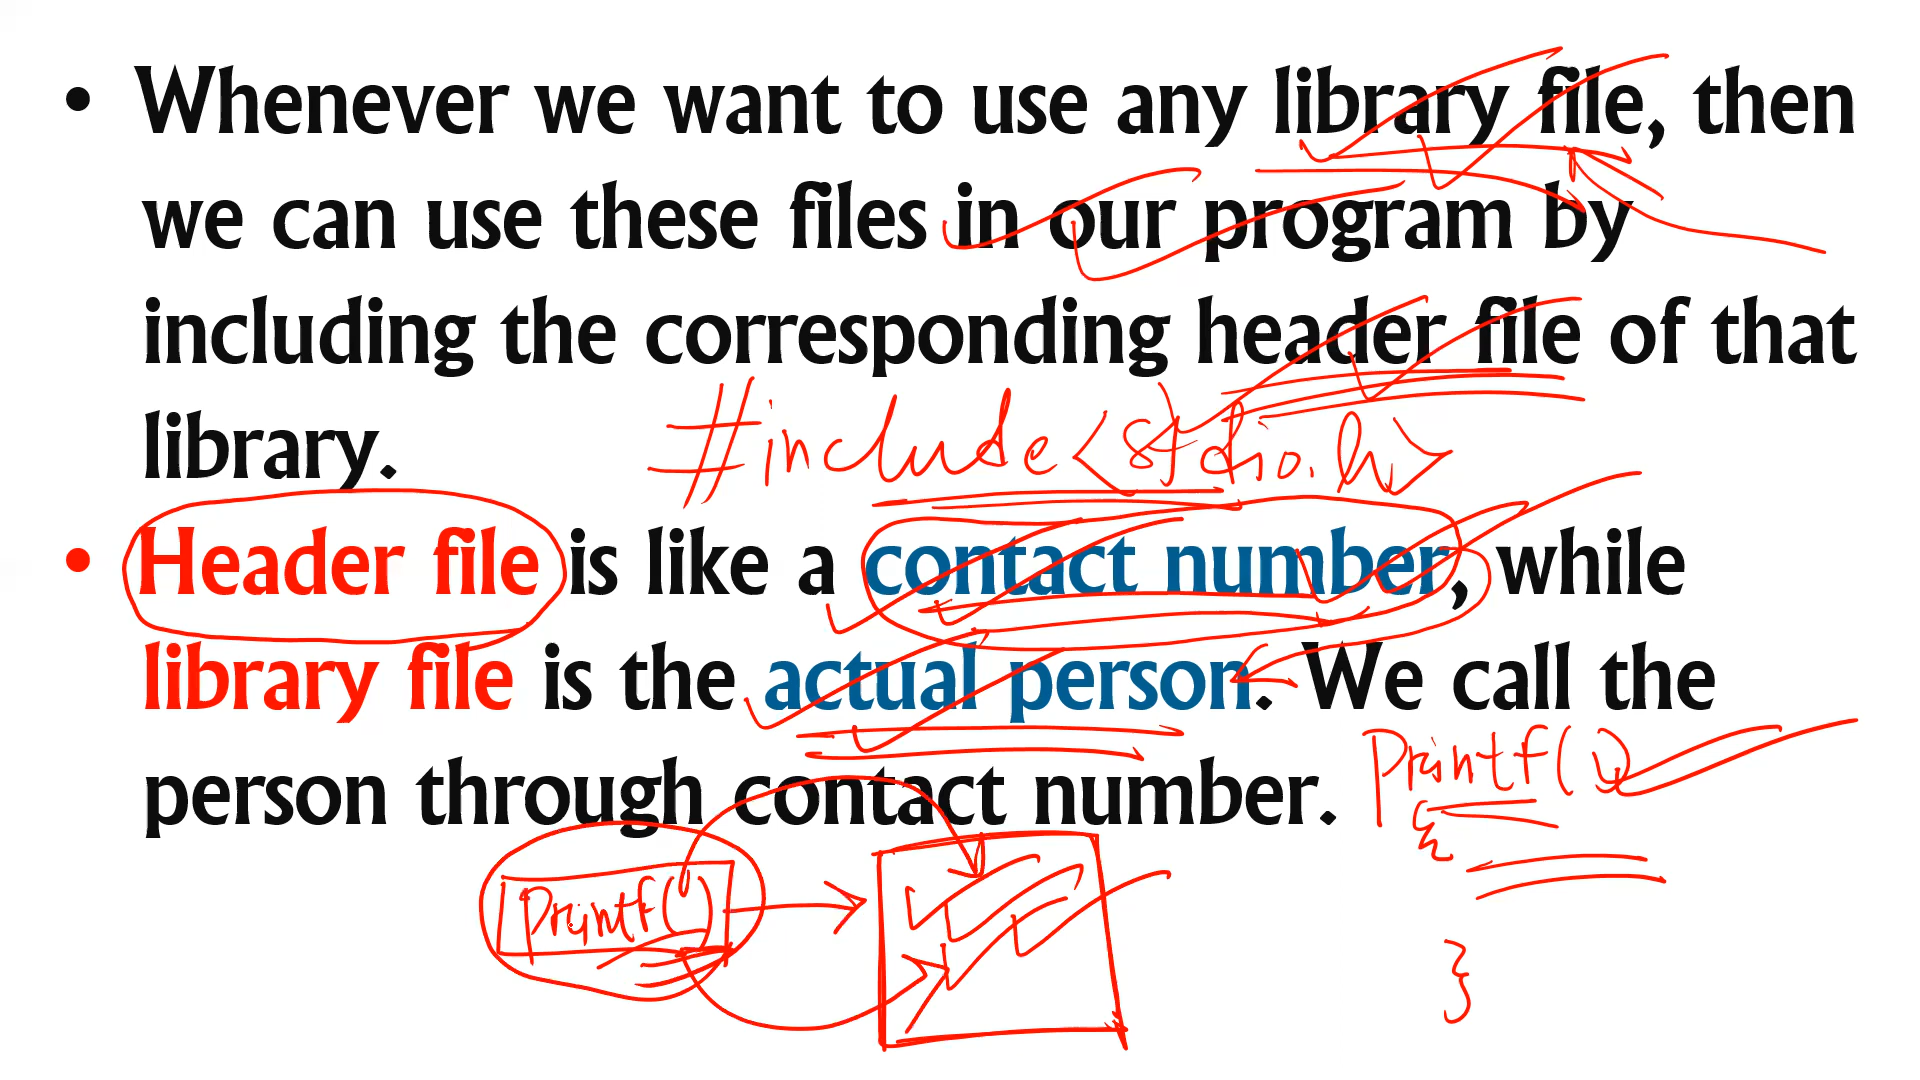 • Whenever we want to use any library file, then
we can use these files in our program by
including the corresponding header file of that
library.
#include<stdio.h>
• Header file is like a contact number, while
library file is the actual person. We call the
person through contact number.
Printf()
{
Printf()
}